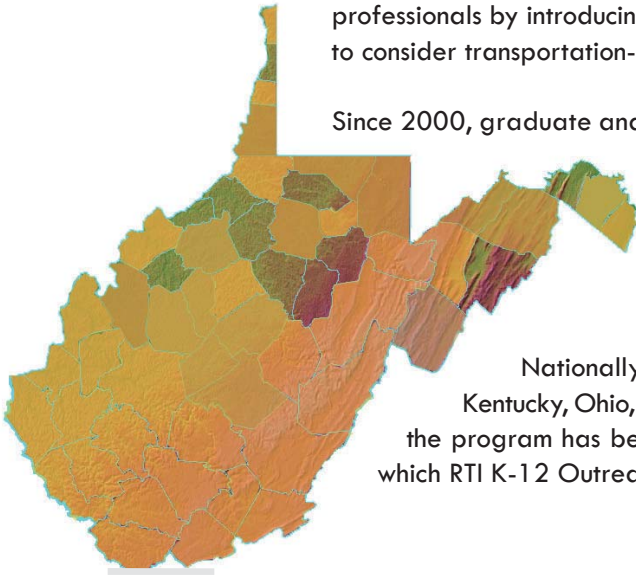 professionals by introducin
to consider transportation-
Since 2000, graduate and
Nationally
Kentucky, Ohio,
the program has be
which RTI K-12 Outrea